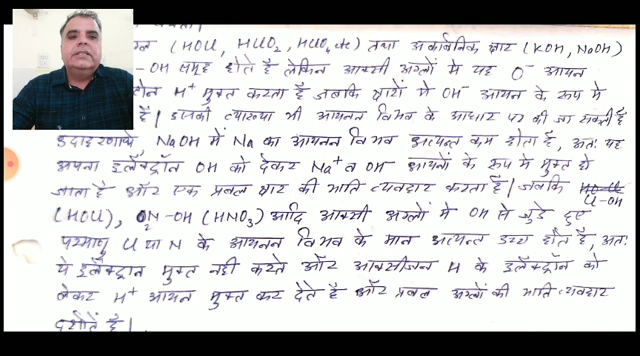 (HOCl, HClO2, HClO4 etc) तथा अकार्बनिक क्षार (KOH, NaOH)
-OH समूह होते है लेकिन आक्सी अम्लों मे यह O⁻ आयन
H⁺ मुक्त करता है जबकि क्षारों में OH⁻ आयन के रूप मे
है। इसकी व्याख्या भी आयनन विभव के आधार पर की जा सकती है
उदाहरणार्थ, NaOH में Na का आयनन विभव अत्यन्त कम होता है, अतः यह
अपना इलैक्ट्रॉन OH को देकर Na⁺ व OH⁻ आयनों के रूप मे मुक्त हो
जाता है और एक प्रबल क्षार की भाति व्यवहार करता है। जबकि Cl-OH
(HOCl), O2N-OH (HNO3) आदि आक्सी अम्लों मे OH से जुडे हुए
परमाणु Cl या N के आयनन विभव के मान अत्यन्त उच्च होते है, अतः
ये इलैक्ट्रान मुक्त नही करते और आक्सीजन H के इलैक्ट्रॉन को
लेकर H⁺ आयन मुक्त कर देते है और प्रबल अम्लों की भाति व्यवहार
दर्शाते है।